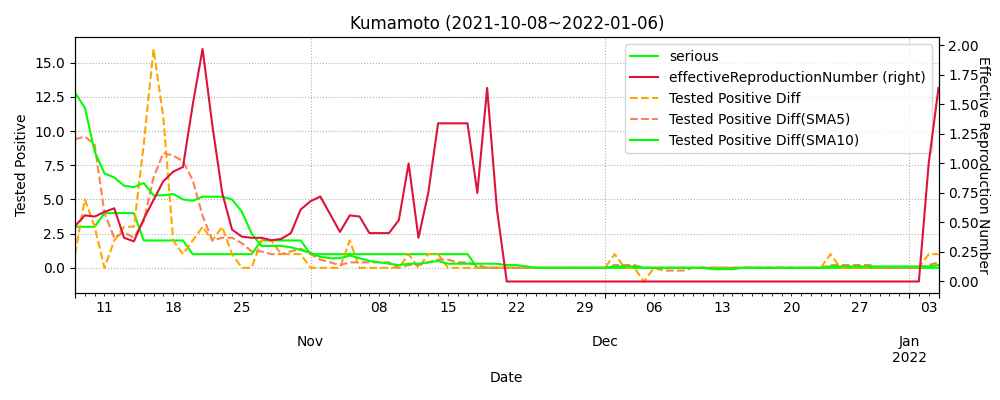 Kumamoto (2021-10-08~2022-01-06)
serious
effectiveReproductionNumber (right)
Tested Positive Diff
Tested Positive Diff(SMA5)
Tested Positive Diff(SMA10)
Tested Positive
15.0
12.5
10.0
7.5
5.0
2.5
0.0
Effective Reproduction Number
2.00
1.75
1.50
1.25
1.00
0.75
0.50
0.25
0.00
11 18 25 08 15 22 29 06 13 20 27 03
Nov Dec Jan
2022
Date